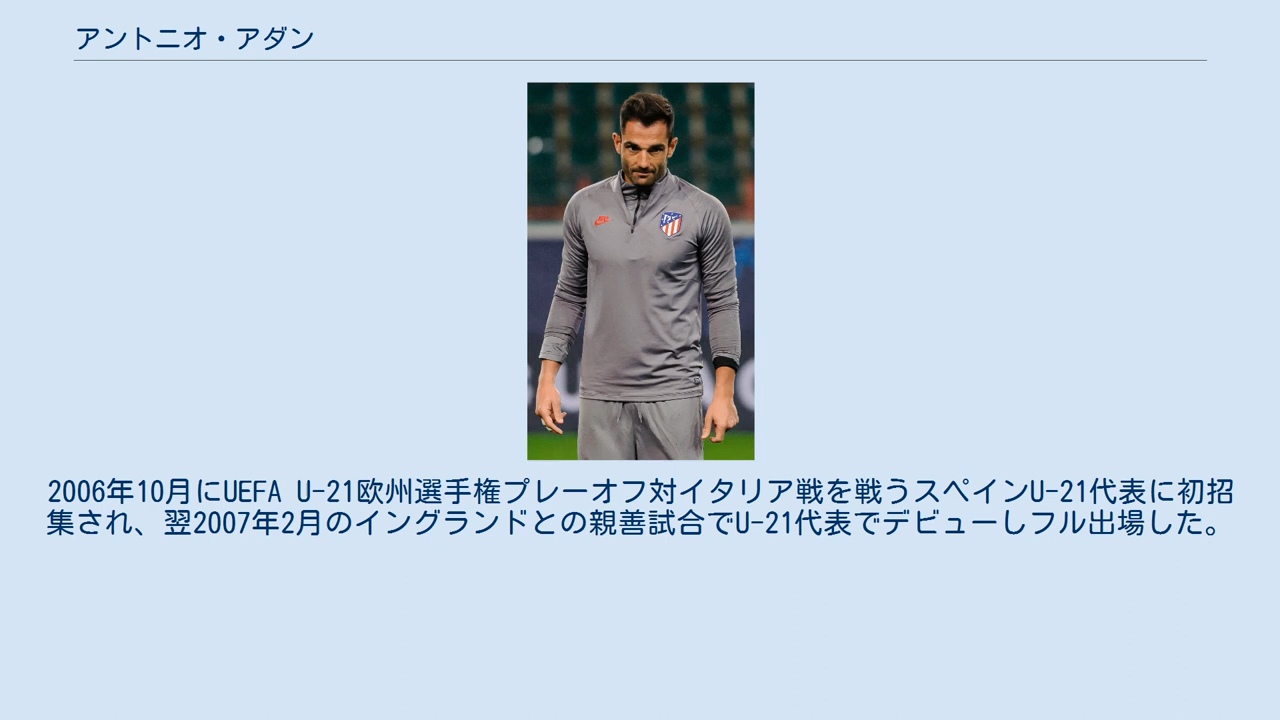 アントニオ・アダン
2006年10月にUEFA U-21欧州選手権プレーオフ対イタリア戦を戦うスペインU-21代表に初招
集され、翌2007年2月のイングランドとの親善試合でU-21代表でデビューしフル出場した。